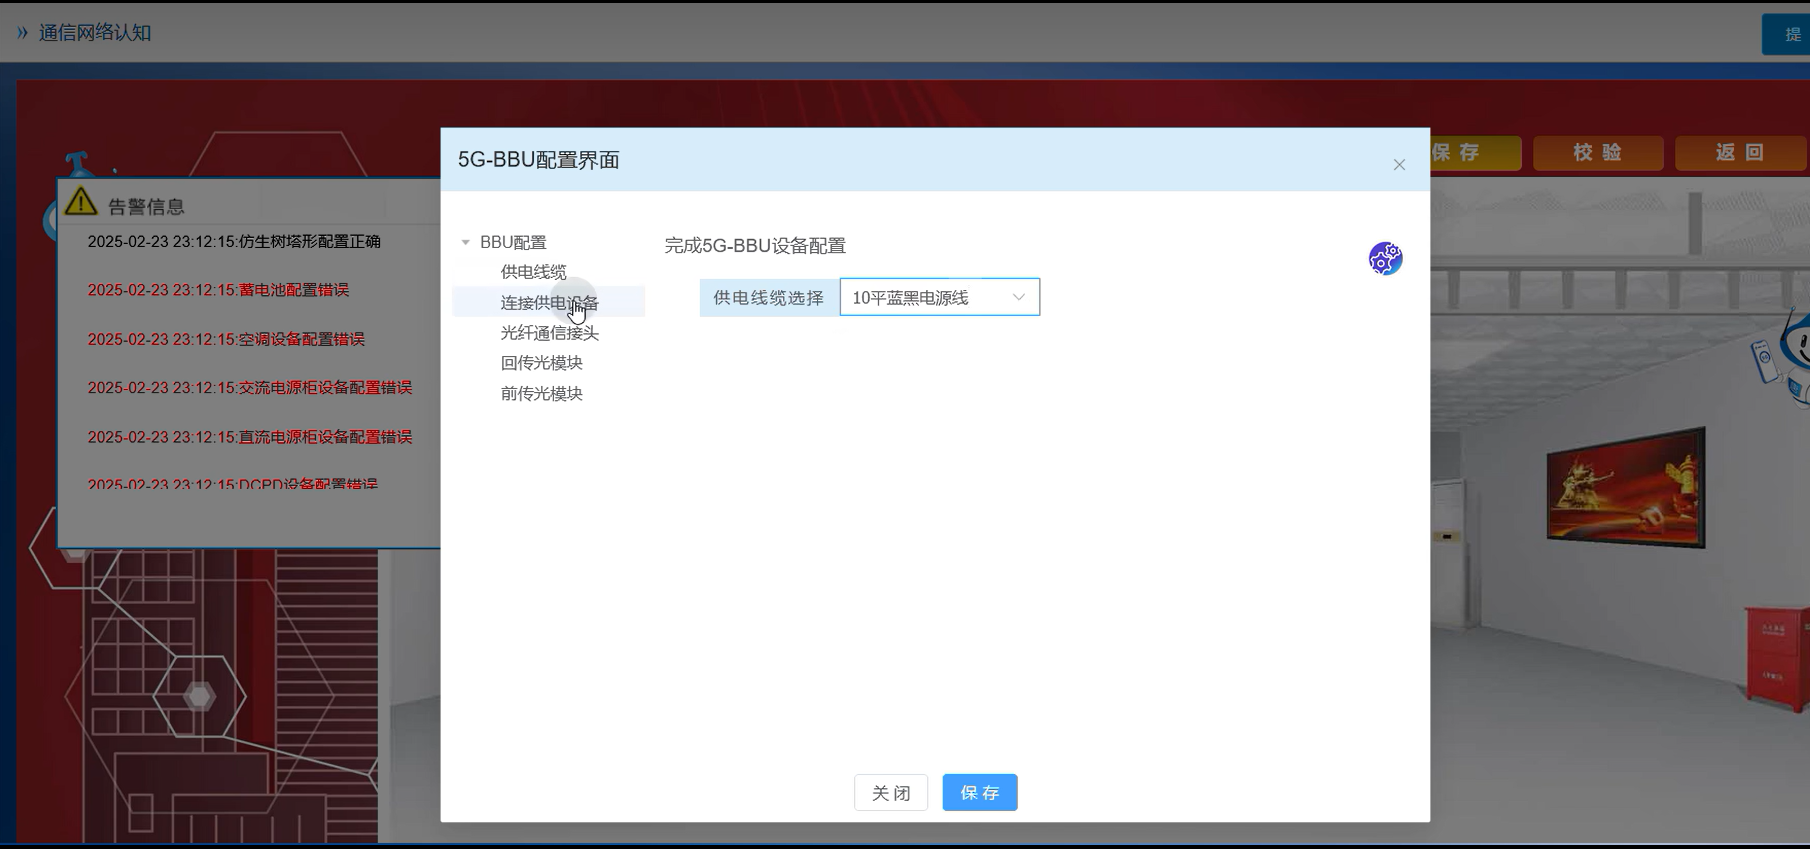 通信网络认知
提
保 存
校 验
返 回
告警信息
2025-02-23 23:12:15:仿生树塔形配置正确
2025-02-23 23:12:15:蓄电池配置错误
2025-02-23 23:12:15:空调设备配置错误
2025-02-23 23:12:15:交流电源柜设备配置错误
2025-02-23 23:12:15:直流电源柜设备配置错误
2025-02-23 23:12:15:DCPD设备配置错误
5G-BBU配置界面
BBU配置
供电线缆
连接供电设备
光纤通信接头
回传光模块
前传光模块
完成5G-BBU设备配置
供电线缆选择
10平蓝黑电源线
关 闭
保 存